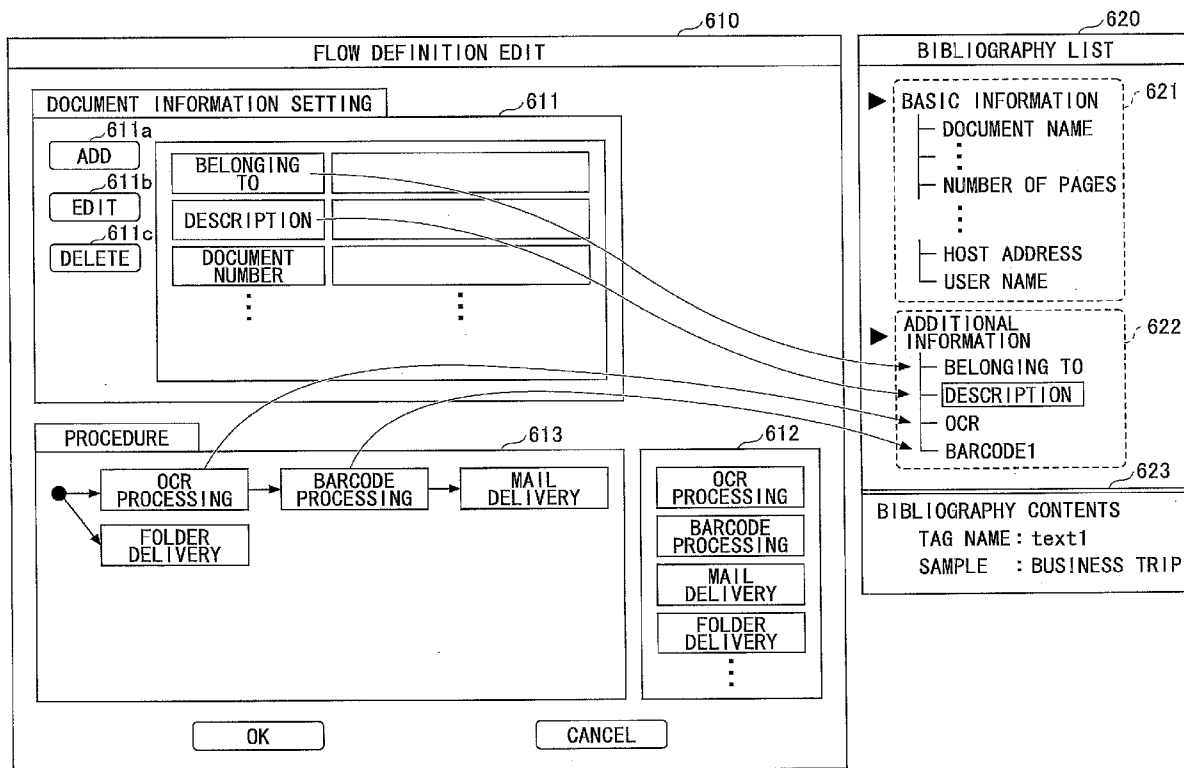 610
FLOW DEFINITION EDIT
DOCUMENT INFORMATION SETTING
611
611a
ADD
611b
EDIT
611c
DELETE
BELONGING
TO
DESCRIPTION
DOCUMENT
NUMBER
PROCEDURE
613
OCR
PROCESSING
BARCODE
PROCESSING
MAIL
DELIVERY
FOLDER
DELIVERY
612
OCR
PROCESSING
BARCODE
PROCESSING
MAIL
DELIVERY
FOLDER
DELIVERY
OK
CANCEL
620
BIBLIOGRAPHY LIST
621
BASIC INFORMATION
DOCUMENT NAME
NUMBER OF PAGES
HOST ADDRESS
USER NAME
622
ADDITIONAL
INFORMATION
BELONGING TO
DESCRIPTION
OCR
BARCODE1
623
BIBLIOGRAPHY CONTENTS
TAG NAME : text1
SAMPLE : BUSINESS TRIP